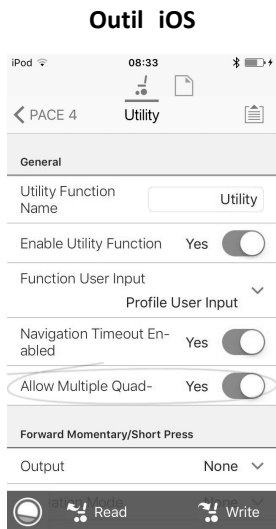 Outil iOS
iPod 08:33
PACE 4 Utility
General
Utility Function
Name
Utility
Enable Utility Function Yes
Function User Input
Profile User Input
Navigation Timeout En-
abled
Yes
Allow Multiple Quad- Yes
Forward Momentary/Short Press
Output None
Read Write